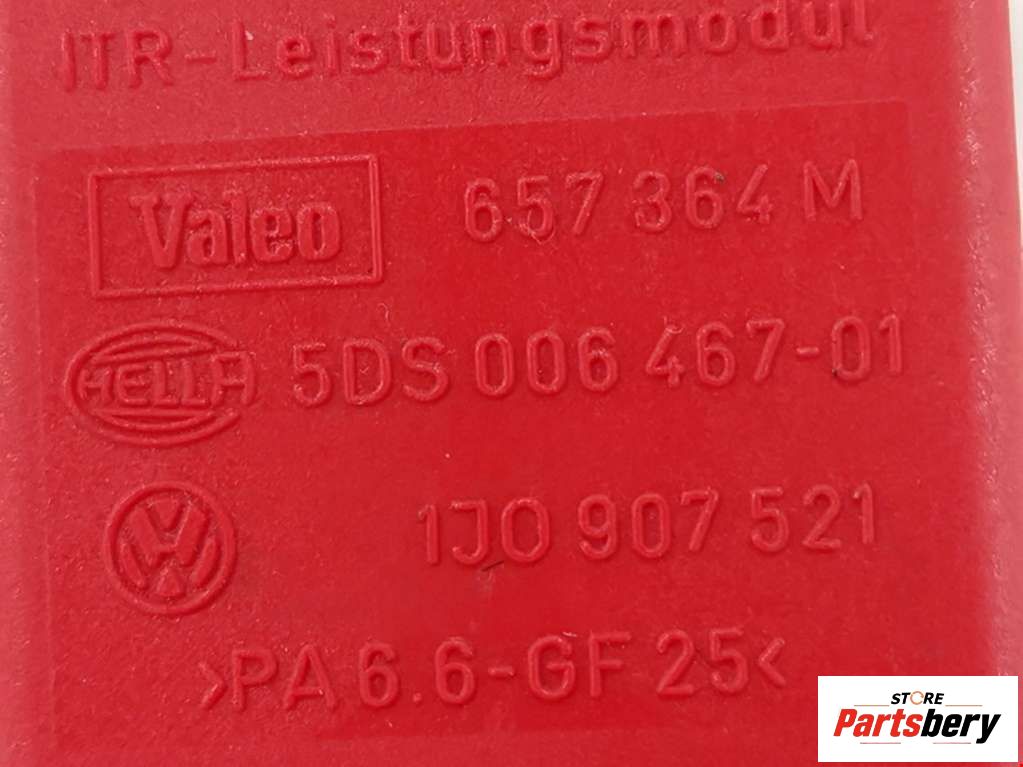 ITR-Leistungsmodul
Valeo 657 364 M
HELLA 5DS 006 467-01
VW 1J0 907 521
>PA 6.6-GF 25<
STORE
Partsbery